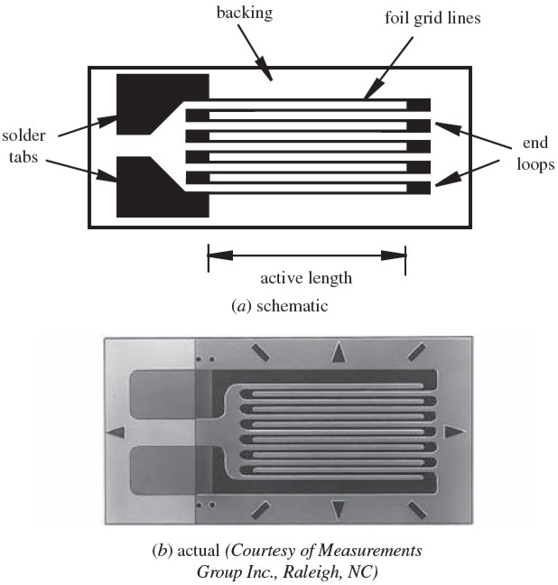 backing
foil grid lines
solder
tabs
end
loops
active length
(a) schematic
(b) actual (Courtesy of Measurements
Group Inc., Raleigh, NC)